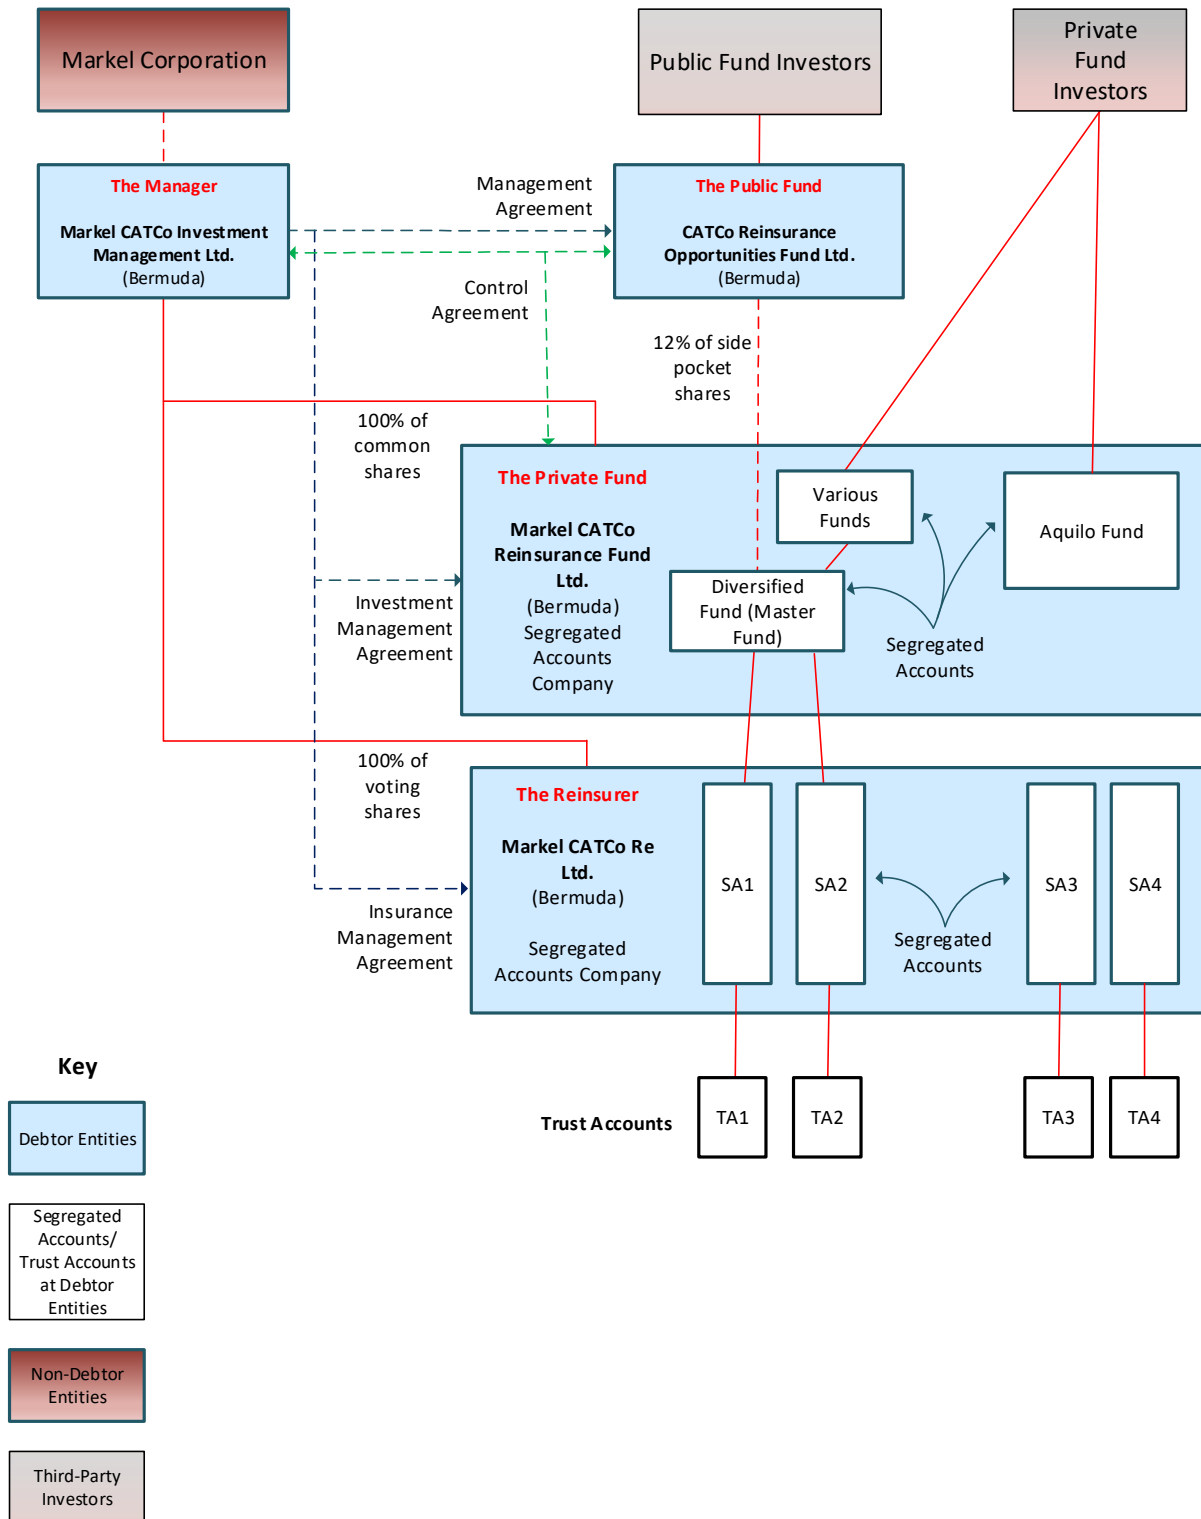 Markel Corporation
Public Fund Investors
Private
Fund
Investors
The Manager
Markel CATCo Investment
Management Ltd.
(Bermuda)
Management
Agreement
The Public Fund
CATCo Reinsurance
Opportunities Fund Ltd.
(Bermuda)
Control
Agreement
12% of side
pocket
shares
100% of
common
shares
The Private Fund
Markel CATCo
Reinsurance Fund
Ltd.
(Bermuda)
Segregated
Accounts
Company
Various
Funds
Aquilo Fund
Diversified
Fund (Master
Fund)
Segregated
Accounts
Investment
Management
Agreement
100% of
voting
shares
The Reinsurer
Markel CATCo Re
Ltd.
(Bermuda)
Segregated
Accounts Company
SA1
SA2
SA3
SA4
Segregated
Accounts
Insurance
Management
Agreement
Trust Accounts
TA1
TA2
TA3
TA4
Key
Debtor Entities
Segregated
Accounts/
Trust Accounts
at Debtor
Entities
Non-Debtor
Entities
Third-Party
Investors